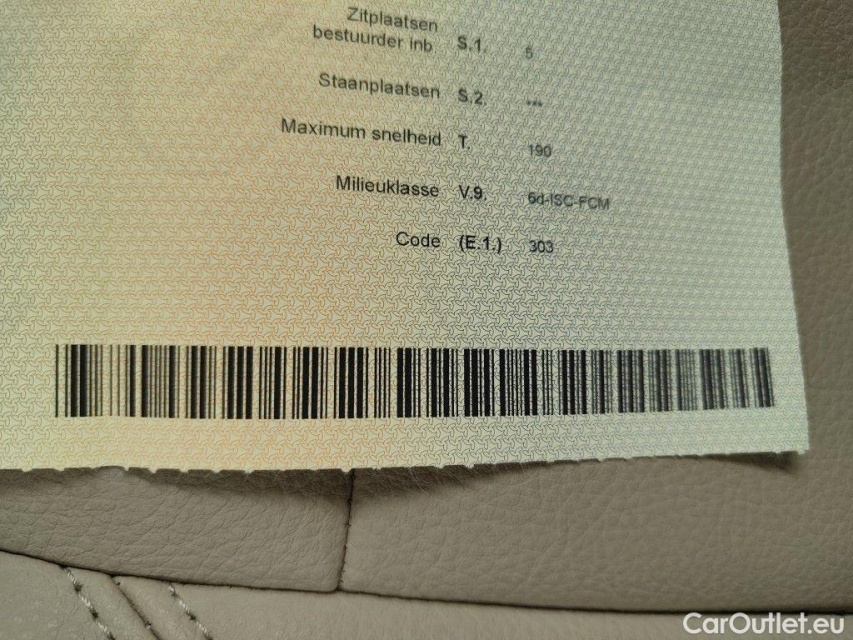 Zitplaatsen
bestuurder inb. S.1. 5
Staanplaatsen S.2. ---
Maximum snelheid T. 190
Milieuklasse V.9. 6d-ISC-FCM
Code (E.1.) 303
CarOutlet.eu